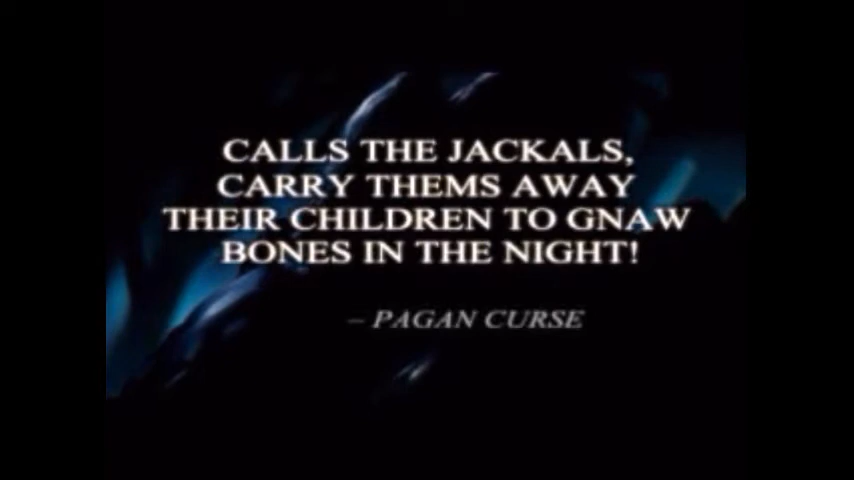 CALLS THE JACKALS,
CARRY THEMS AWAY
THEIR CHILDREN TO GNAW
BONES IN THE NIGHT!
– PAGAN CURSE